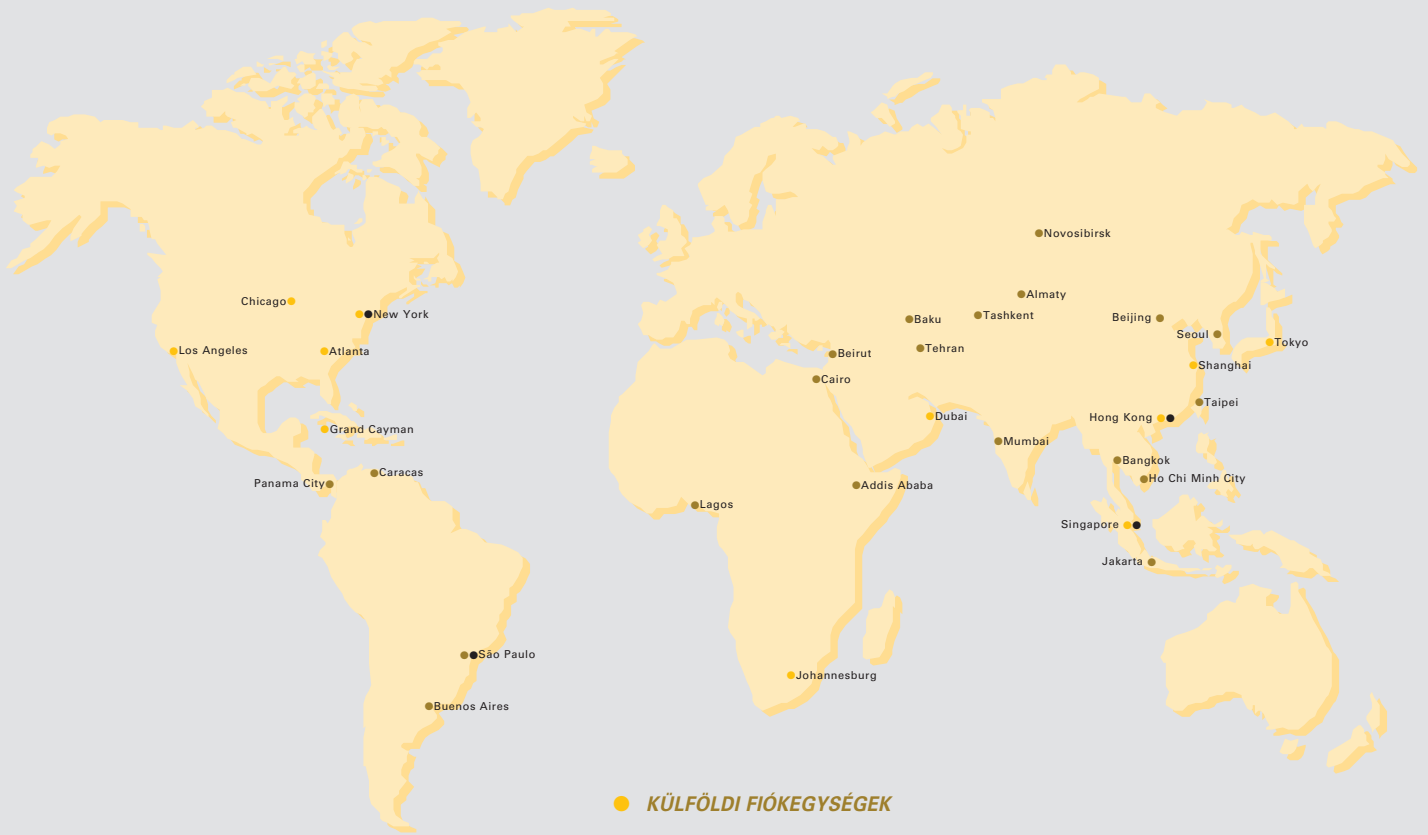 Novosibirsk
Almaty
Chicago
New York
Baku
Tashkent
Beijing
Seoul
Tokyo
Los Angeles
Atlanta
Beirut
Tehran
Shanghai
Cairo
Taipei
Dubai
Hong Kong
Grand Cayman
Mumbai
Bangkok
Caracas
Panama City
Addis Ababa
Ho Chi Minh City
Lagos
Singapore
Jakarta
São Paulo
Johannesburg
Buenos Aires
KÜLFÖLDI FIÓKEGYSÉGEK